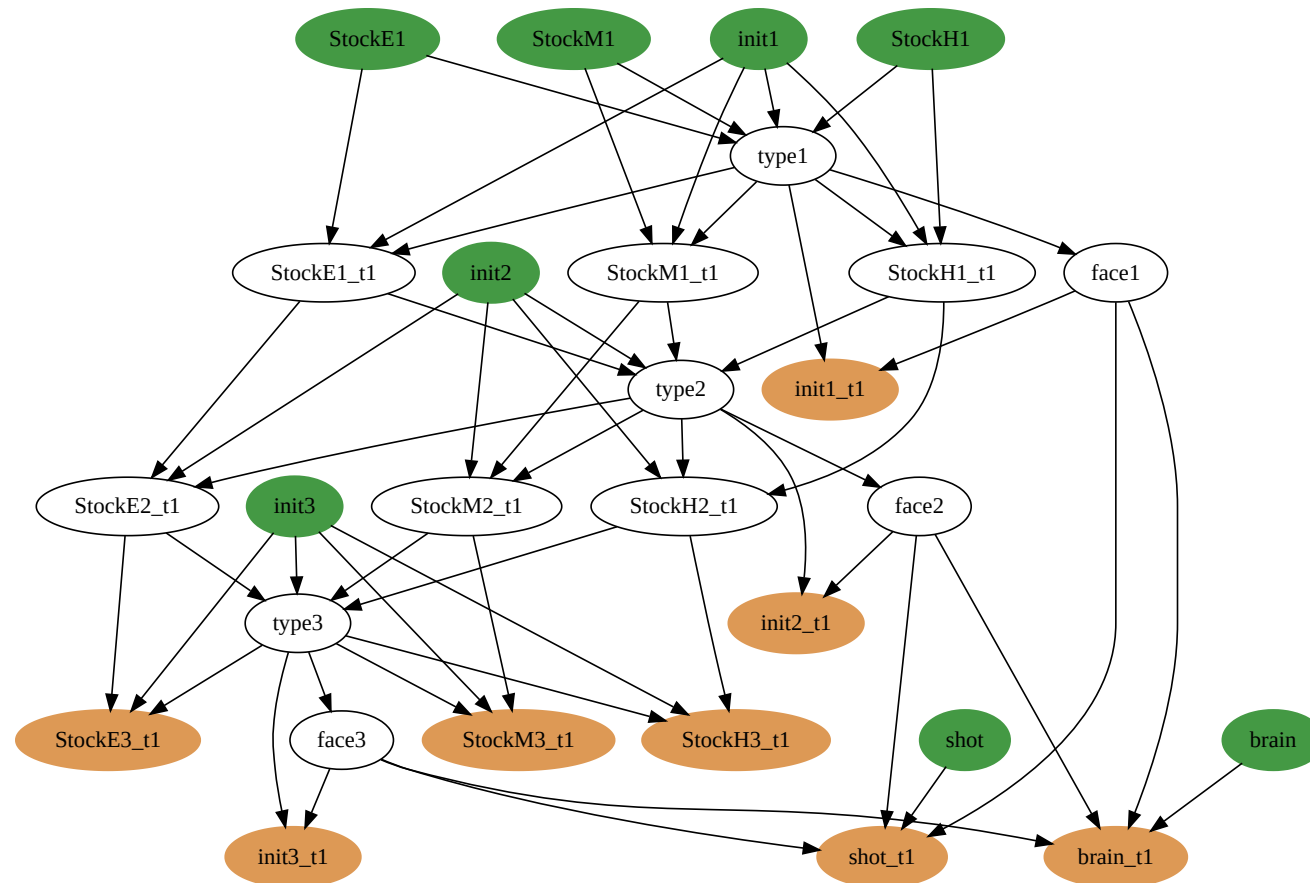 StockE1
StockM1
init1
StockH1
type1
StockE1_t1
init2
StockM1_t1
StockH1_t1
face1
type2
init1_t1
StockE2_t1
init3
StockM2_t1
StockH2_t1
face2
type3
init2_t1
StockE3_t1
face3
StockM3_t1
StockH3_t1
shot
brain
init3_t1
shot_t1
brain_t1